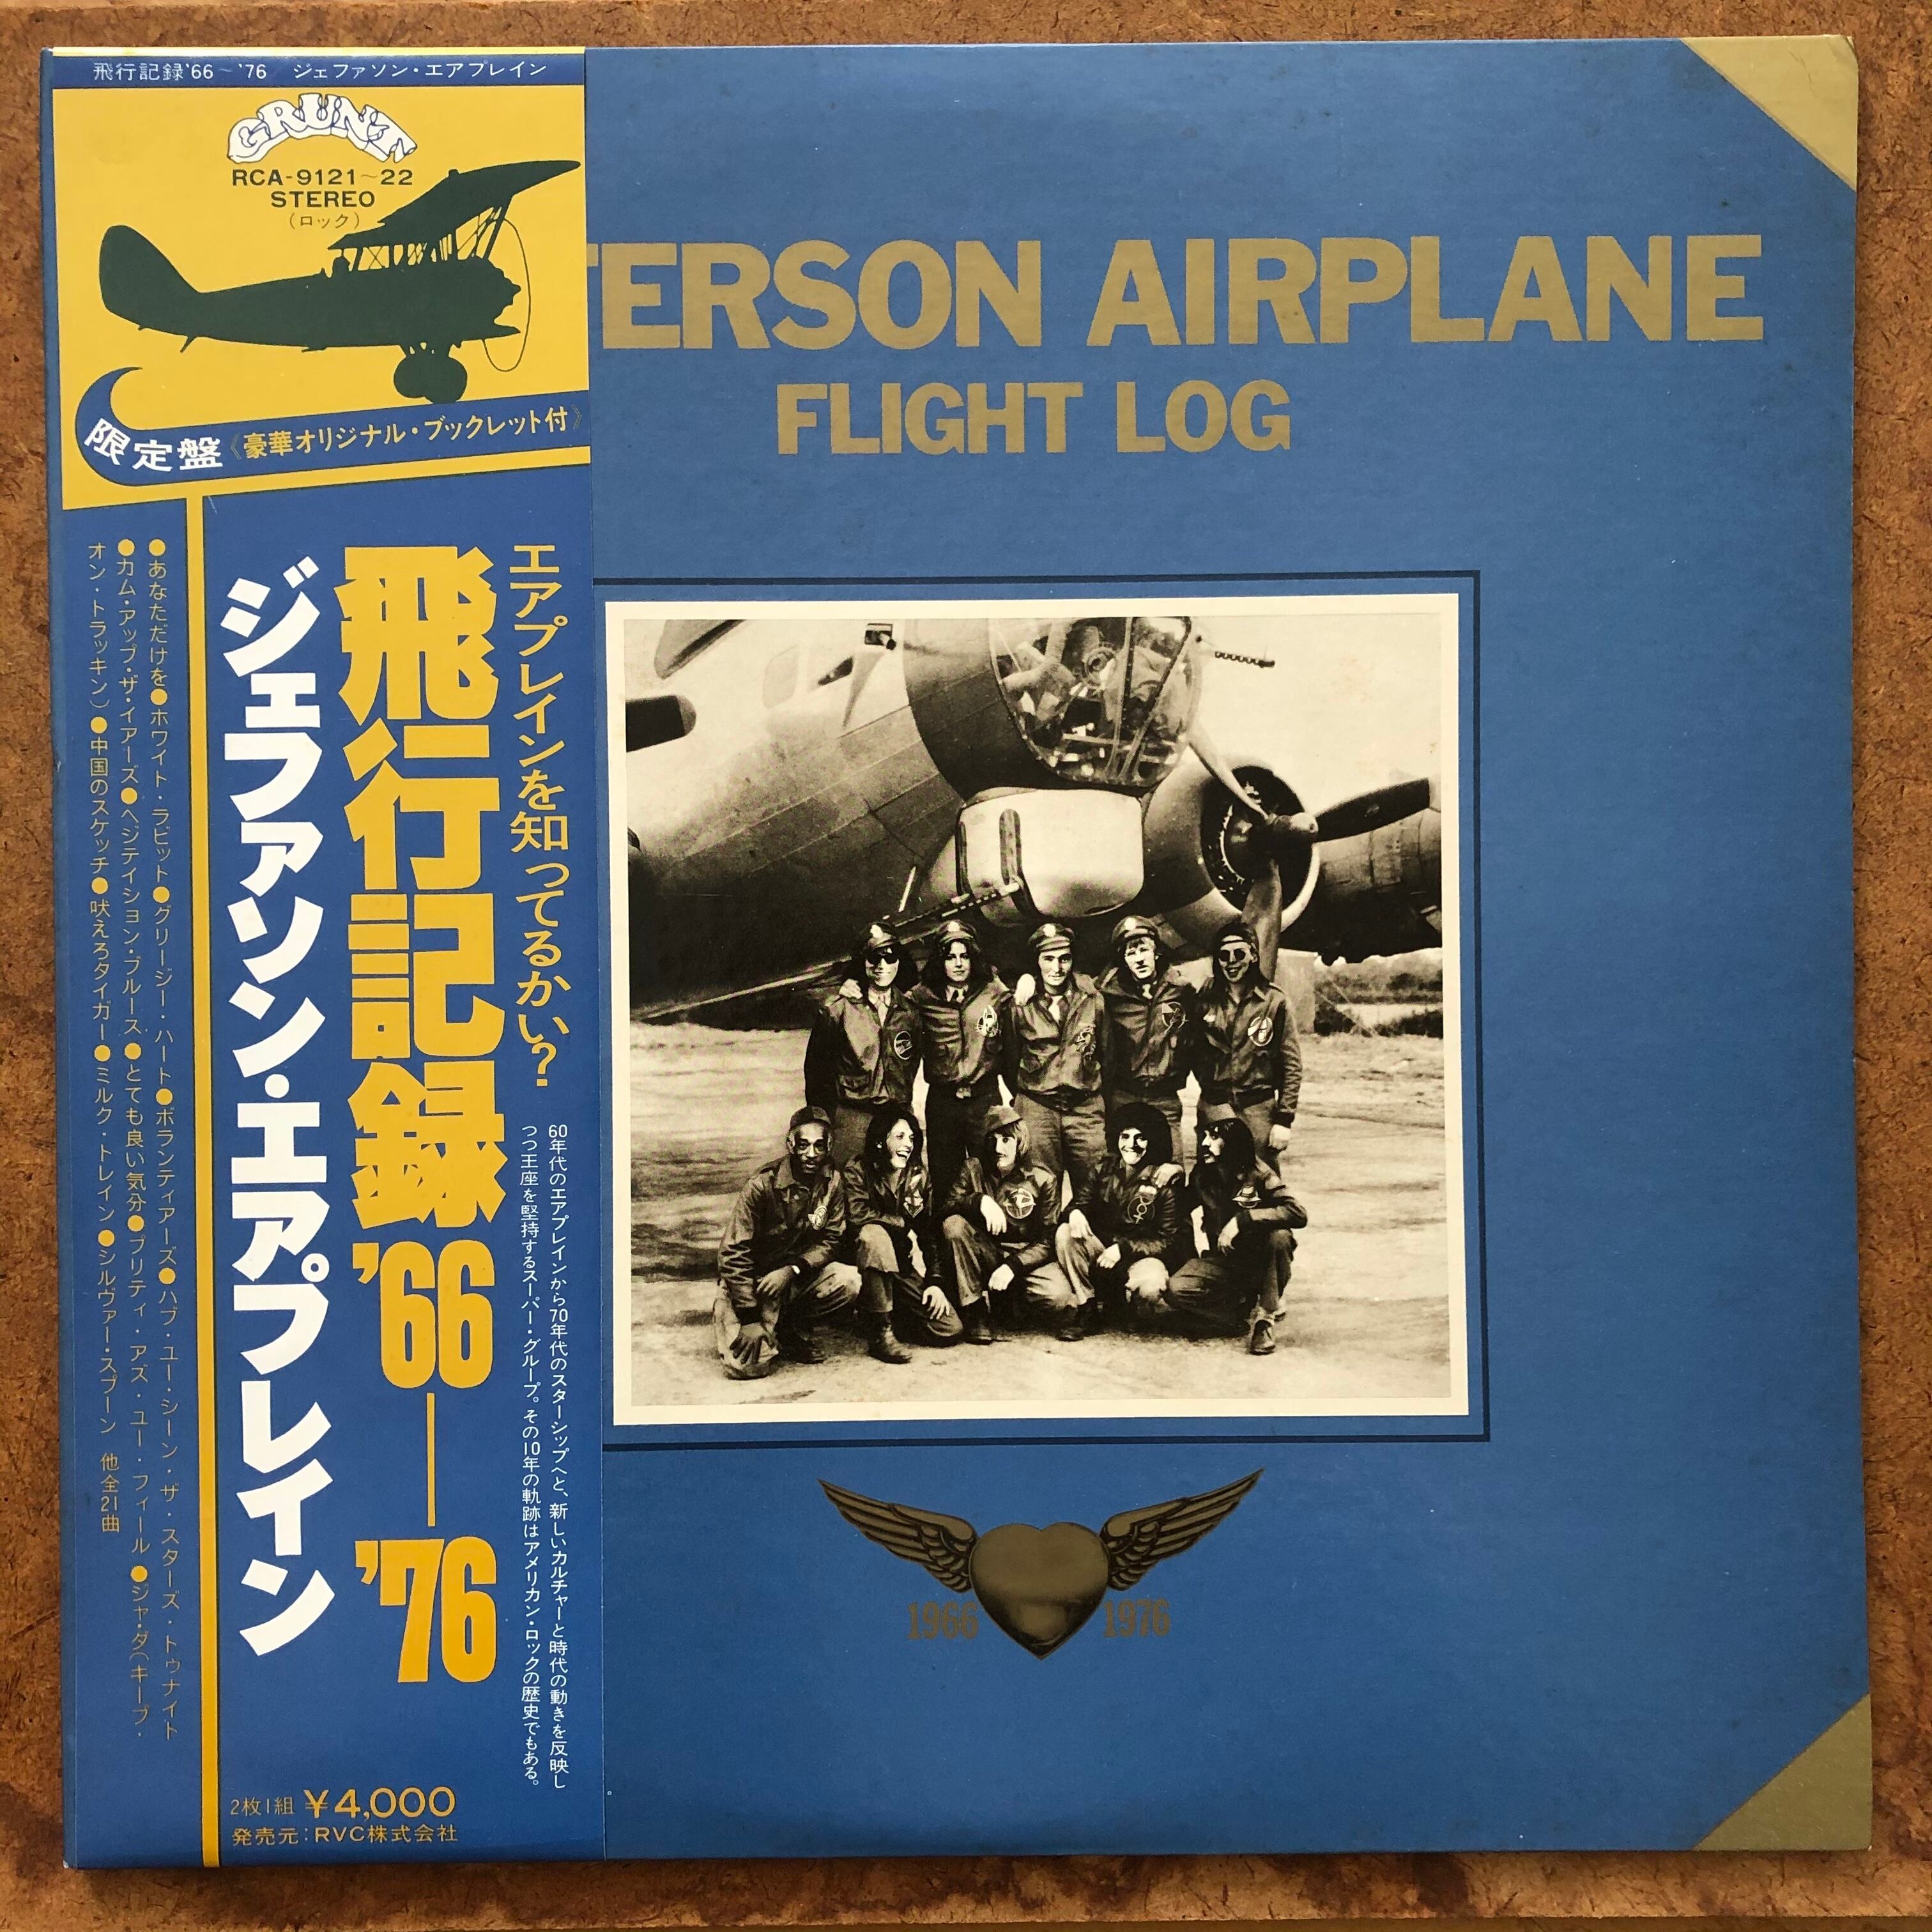 飛行記録'66~'76 ジェファソン・エアプレイン
GRUNT
RCA-9121~22
STEREO
(ロック)
限定盤《豪華オリジナル・ブックレット付》
エアプレインを知ってるかい?
60年代のエアプレインから70年代のスターシップへと、新しいカルチャーと時代の動きを反映し
つつ王座を堅持するスーパー・グループ。その10年の軌跡はアメリカン・ロックの歴史でもある。
飛行記録'66—'76
ジェファソン・エアプレイン
●あなただけを●ホワイト・ラビット●グリージー・ハート●ボランティアーズ●ハブ・ユー・シーン・ザ・スターズ・トゥナイト
●カム・アップ・ザ・イアーズ●ヘジテイション・ブルース●とても良い気分●プリティ・アズ・ユー・フィール●ジャ・ダ(キープ・
オン・トラッキン)●中国のスケッチ●吠えろタイガー●ミルク・トレイン●シルヴァー・スプーン 他全21曲
2枚1組 ¥4,000
発売元:RVC株式会社
TERSON AIRPLANE
FLIGHT LOG
1966 1976